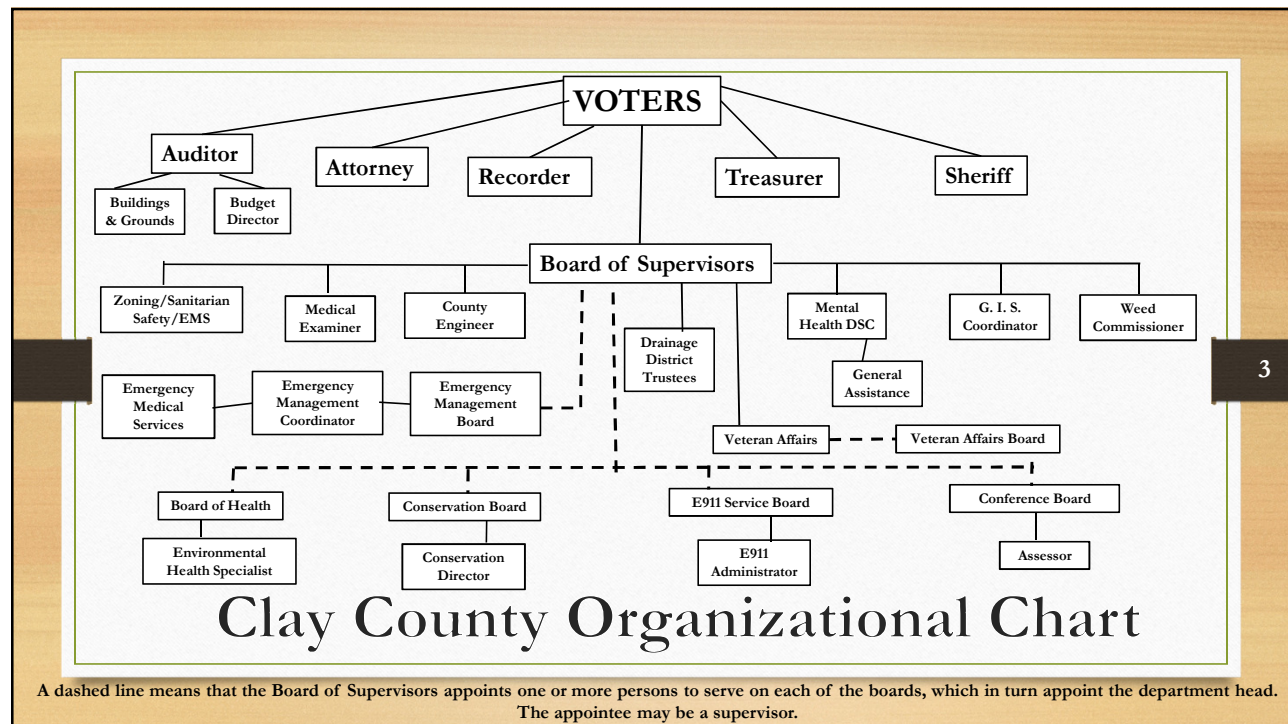 VOTERS
Auditor
Attorney
Recorder
Treasurer
Sheriff
Buildings
& Grounds
Budget
Director
Board of Supervisors
Zoning/Sanitarian
Safety/EMS
Medical
Examiner
County
Engineer
Drainage
District
Trustees
Mental
Health DSC
G. I. S.
Coordinator
Weed
Commissioner
General
Assistance
3
Emergency
Medical
Services
Emergency
Management
Coordinator
Emergency
Management
Board
Veteran Affairs
Veteran Affairs Board
Board of Health
Conservation Board
E911 Service Board
Conference Board
Environmental
Health Specialist
Conservation
Director
E911
Administrator
Assessor
Clay County Organizational Chart
A dashed line means that the Board of Supervisors appoints one or more persons to serve on each of the boards, which in turn appoint the department head.
The appointee may be a supervisor.